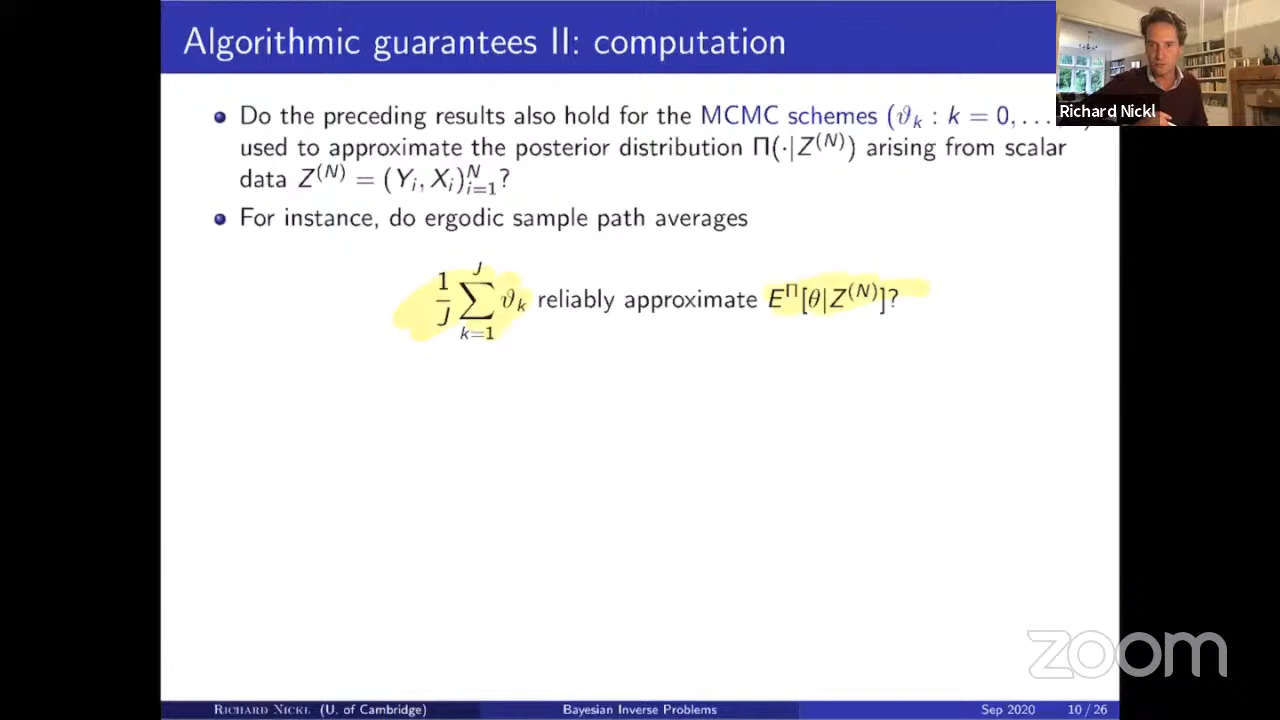 Algorithmic guarantees II: computation
Richard Nickl
Do the preceding results also hold for the MCMC schemes (ϑ_k : k = 0, . . .
used to approximate the posterior distribution Π(·|Z^(N)) arising from scalar
data Z^(N) = (Y_i, X_i)_{i=1}^N?
For instance, do ergodic sample path averages
1/J ∑_{k=1}^J ϑ_k reliably approximate E^Π[θ|Z^(N)]?
zoom
Richard Nickl (U. of Cambridge) Bayesian Inverse Problems Sep 2020 10 / 26